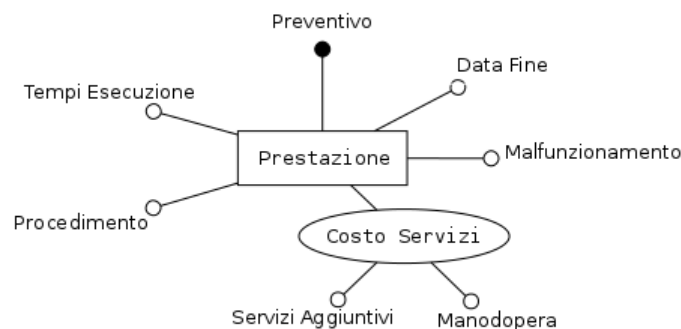 Preventivo
Data Fine
Tempi Esecuzione
Prestazione
Malfunzionamento
Procedimento
Costo Servizi
Servizi Aggiuntivi
Manodopera